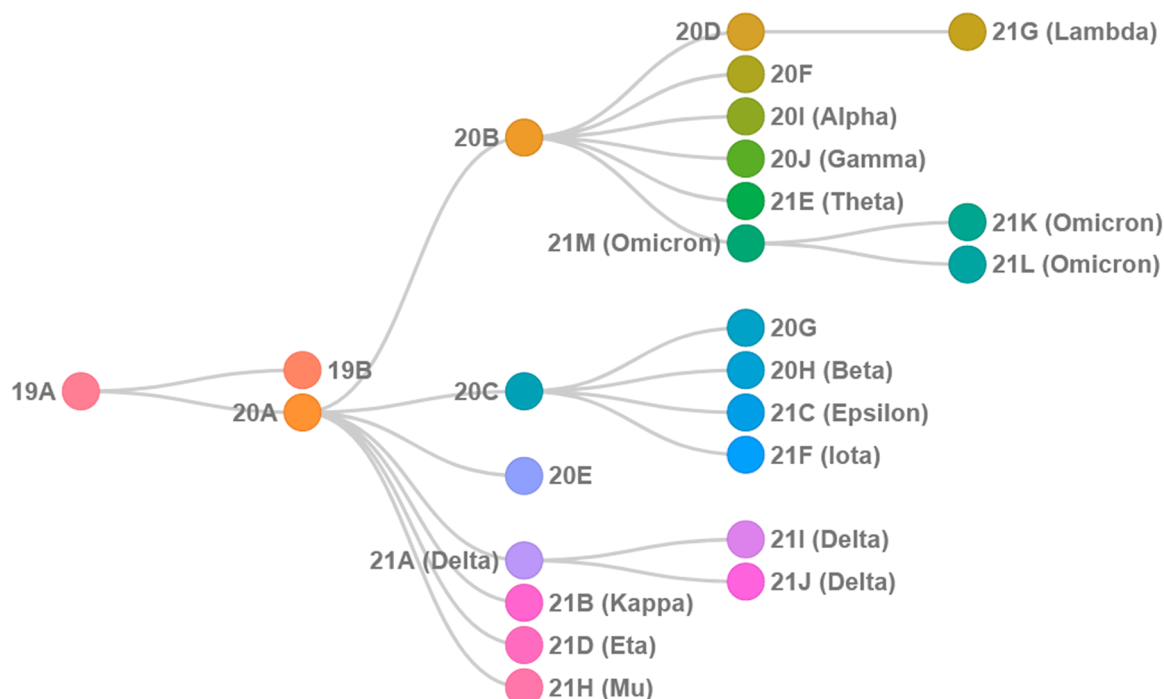 20D
21G (Lambda)
20F
20I (Alpha)
20B
20J (Gamma)
21E (Theta)
21K (Omicron)
21M (Omicron)
21L (Omicron)
20G
19B
20H (Beta)
19A
20C
20A
21C (Epsilon)
21F (Iota)
20E
21I (Delta)
21A (Delta)
21J (Delta)
21B (Kappa)
21D (Eta)
21H (Mu)